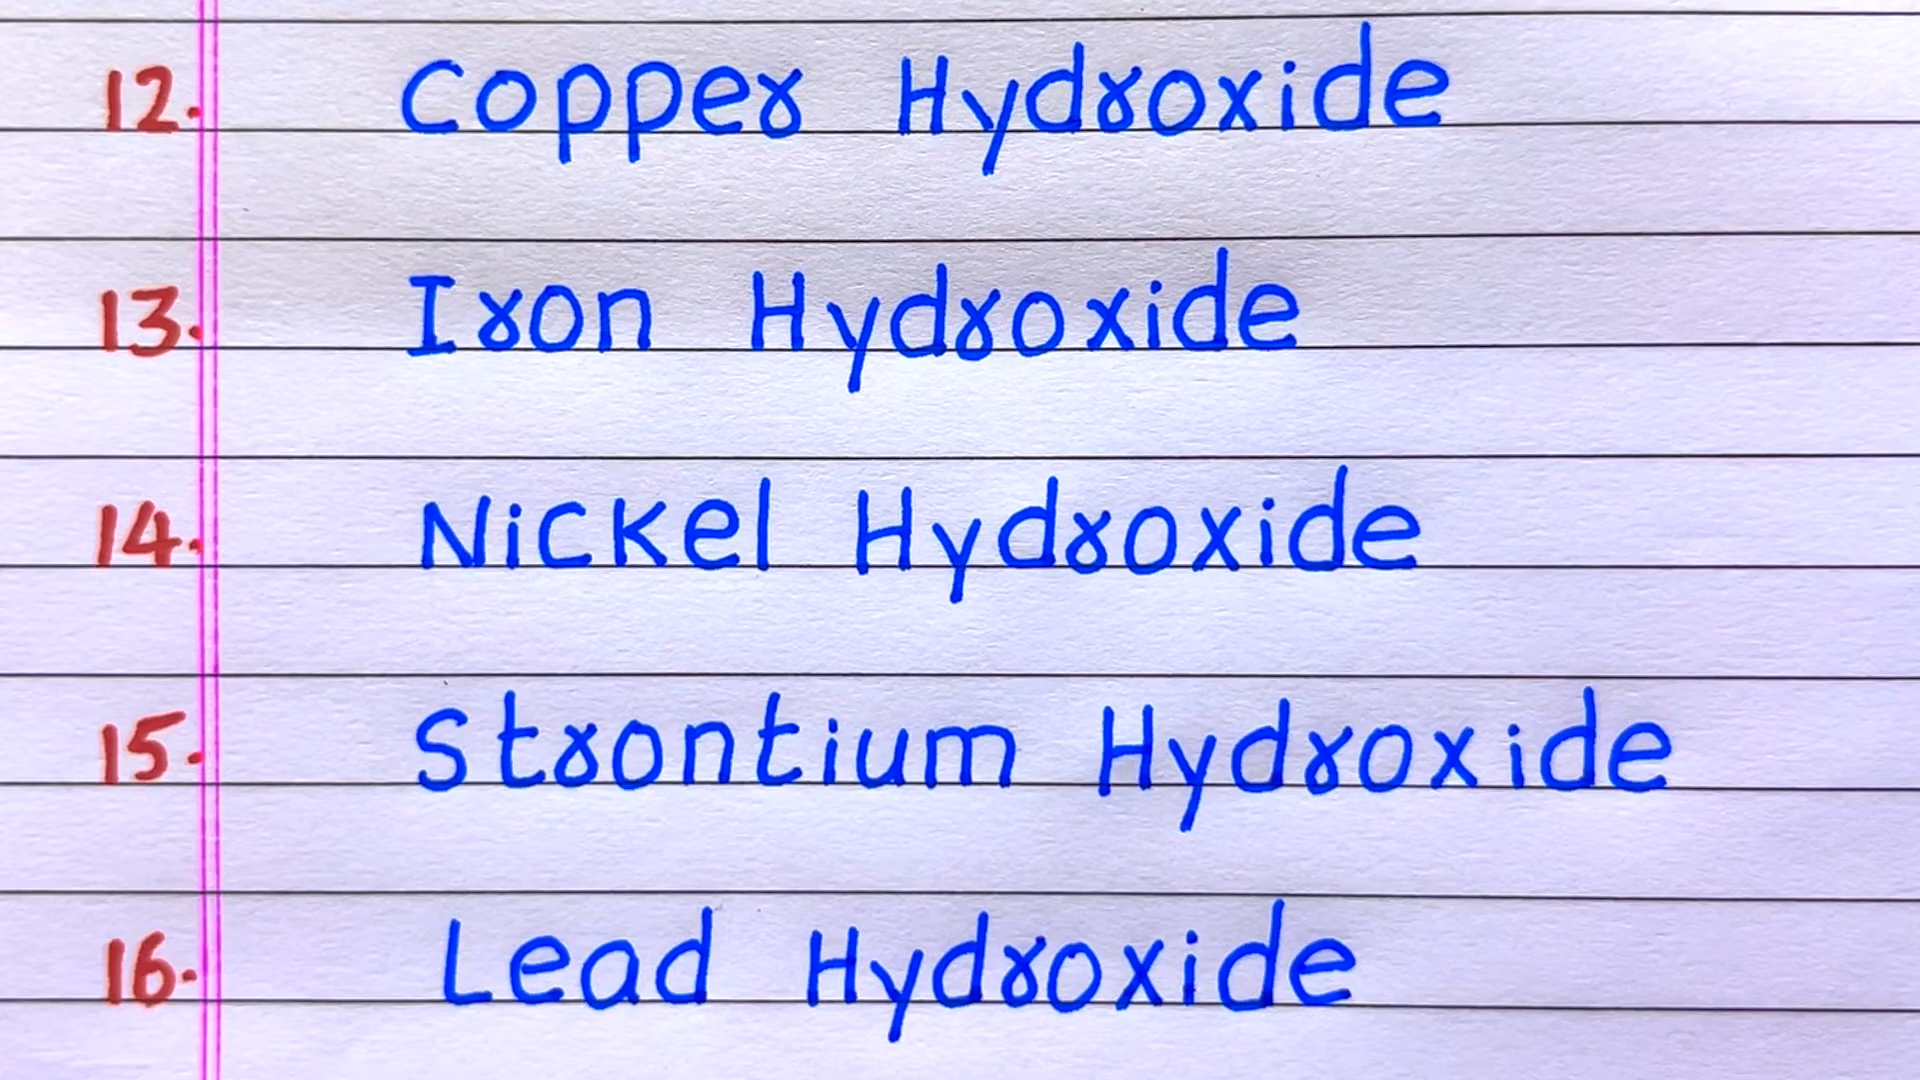 12. Copper Hydroxide
13. Iron Hydroxide
14. Nickel Hydroxide
15. Strontium Hydroxide
16. Lead Hydroxide